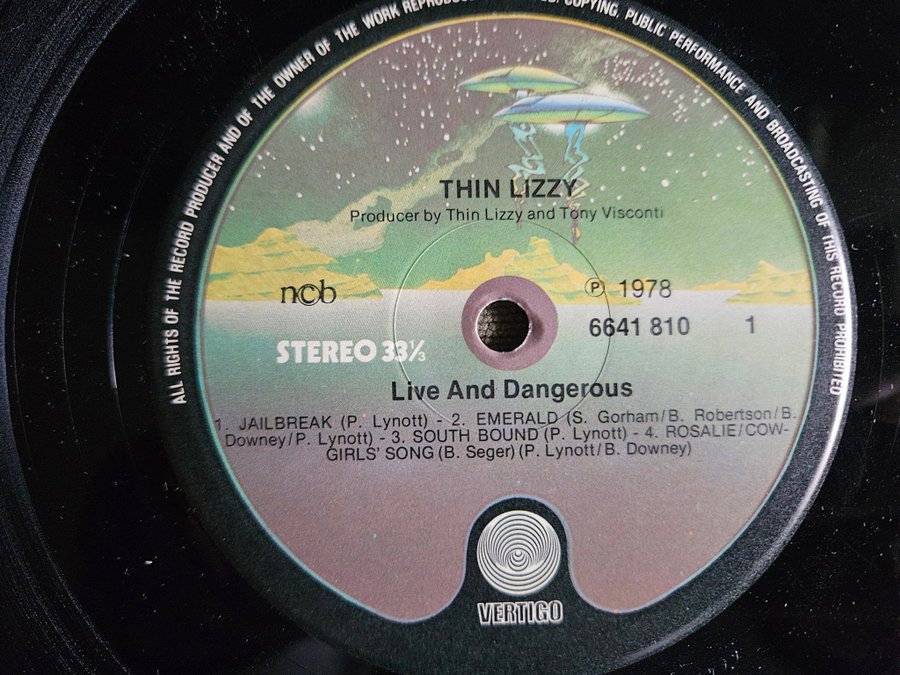 ALL RIGHTS OF THE RECORD PRODUCER AND OF THE OWNER OF THE WORK COPYING, PUBLIC PERFORMANCE AND BROADCASTING OF THIS RECORD PROHIBITED
THIN LIZZY
Producer by Thin Lizzy and Tony Visconti
n©b
Ⓟ 1978
6641 810 1
STEREO 33⅓
Live And Dangerous
1. JAILBREAK (P. Lynott) - 2. EMERALD (S. Gorham/B. Robertson/B.
Downey/P. Lynott) - 3. SOUTH BOUND (P. Lynott) - 4. ROSALIE/COW-
GIRLS' SONG (B. Seger) (P. Lynott/B. Downey)
VERTIGO